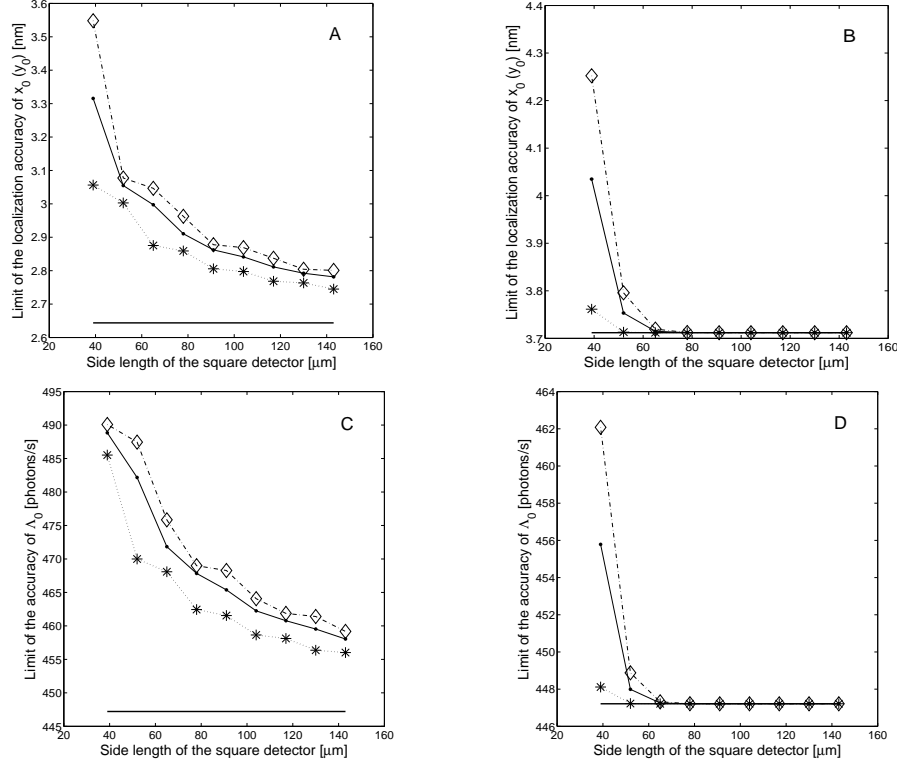 A
Limit of the localization accuracy of x_0 (y_0) [nm]
3.6
3.5
3.4
3.3
3.2
3.1
3
2.9
2.8
2.7
2.6
20 40 60 80 100 120 140 160
Side length of the square detector [μm]
B
Limit of the localization accuracy of x_0 (y_0) [nm]
4.4
4.3
4.2
4.1
4
3.9
3.8
3.7
20 40 60 80 100 120 140 160
Side length of the square detector [μm]
C
Limit of the accuracy of Λ_0 [photons/s]
495
490
485
480
475
470
465
460
455
450
445
20 40 60 80 100 120 140 160
Side length of the square detector [μm]
D
Limit of the accuracy of Λ_0 [photons/s]
464
462
460
458
456
454
452
450
448
446
20 40 60 80 100 120 140 160
Side length of the square detector [μm]